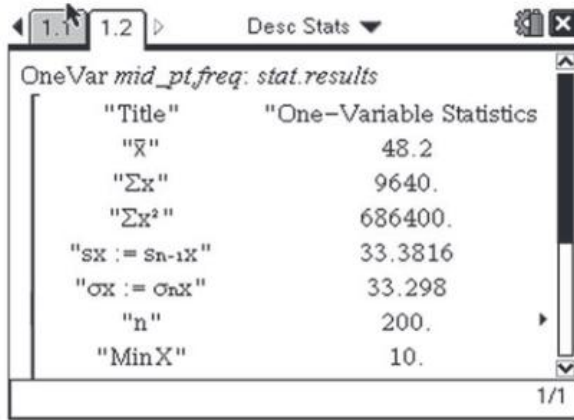 1.1 1.2 Desc Stats
OneVar mid_pt,freq: stat.results
"Title" "One-Variable Statistics
"x̄" 48.2
"Σx" 9640.
"Σx²" 686400.
"sx := sₙ₋₁x" 33.3816
"σx := σₙx" 33.298
"n" 200.
"MinX" 10.
1/1